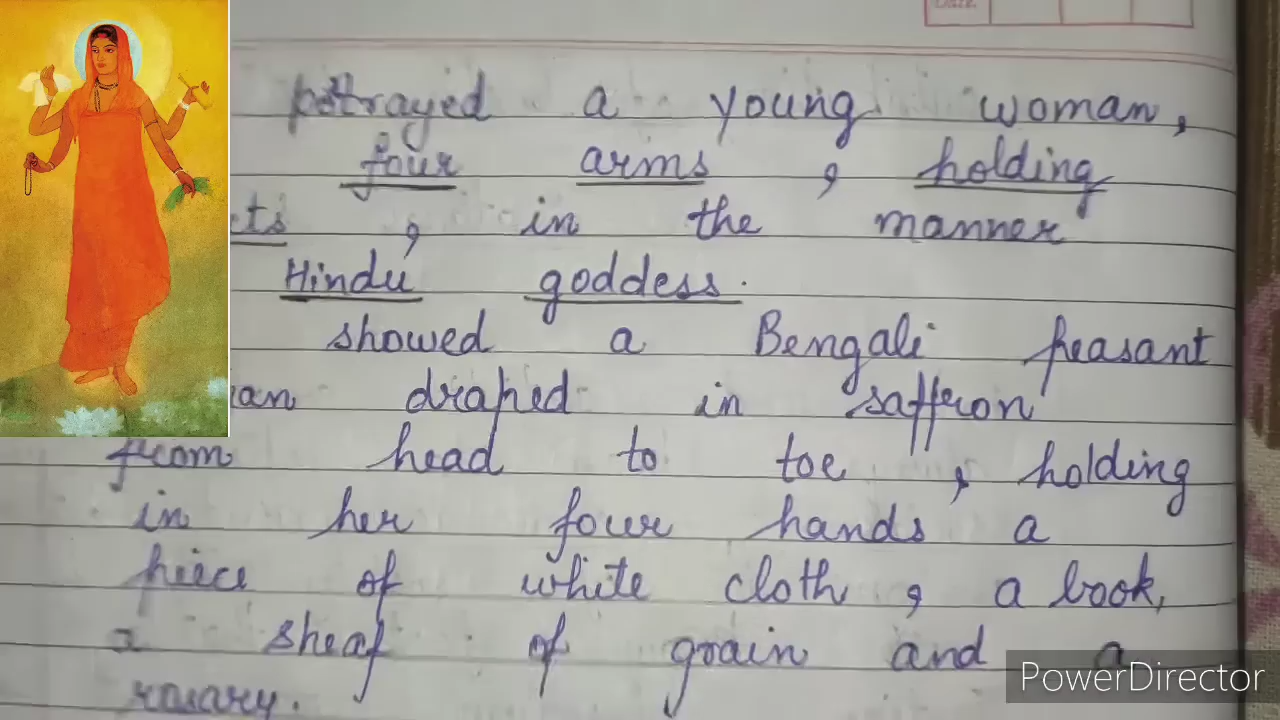 Date.
potrayed a young woman,
four arms, holding
cts, in the manner
Hindu goddess.
showed a Bengali peasant
an draped in saffron
from head to toe, holding
in her four hands a
piece of white cloth, a book,
a sheaf of grain and a
rosary.
PowerDirector